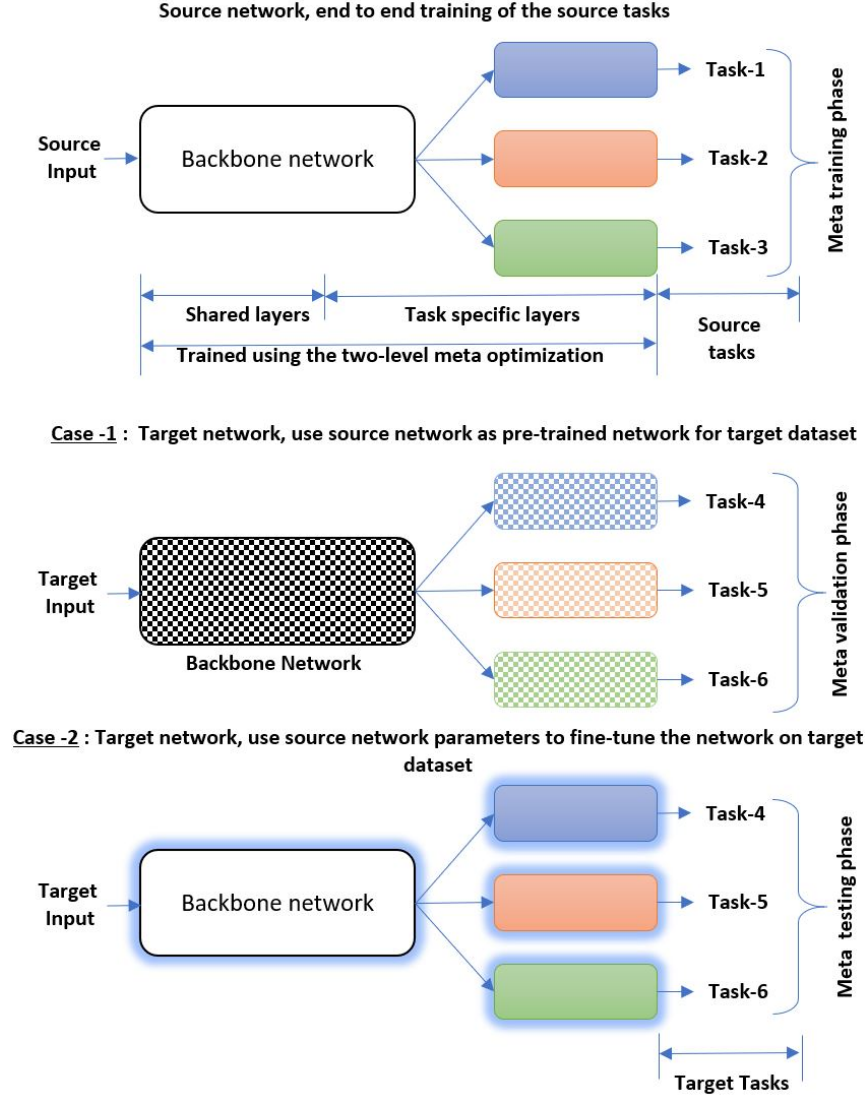 Source network, end to end training of the source tasks
Source
Input
Backbone network
Task-1
Task-2
Task-3
Meta training phase
Shared layers
Task specific layers
Source
tasks
Trained using the two-level meta optimization
Case -1 :  Target network, use source network as pre-trained network for target dataset
Target
Input
Backbone Network
Task-4
Task-5
Task-6
Meta validation phase
Case -2 : Target network, use source network parameters to fine-tune the network on target
dataset
Target
Input
Backbone network
Task-4
Task-5
Task-6
Meta  testing phase
Target Tasks